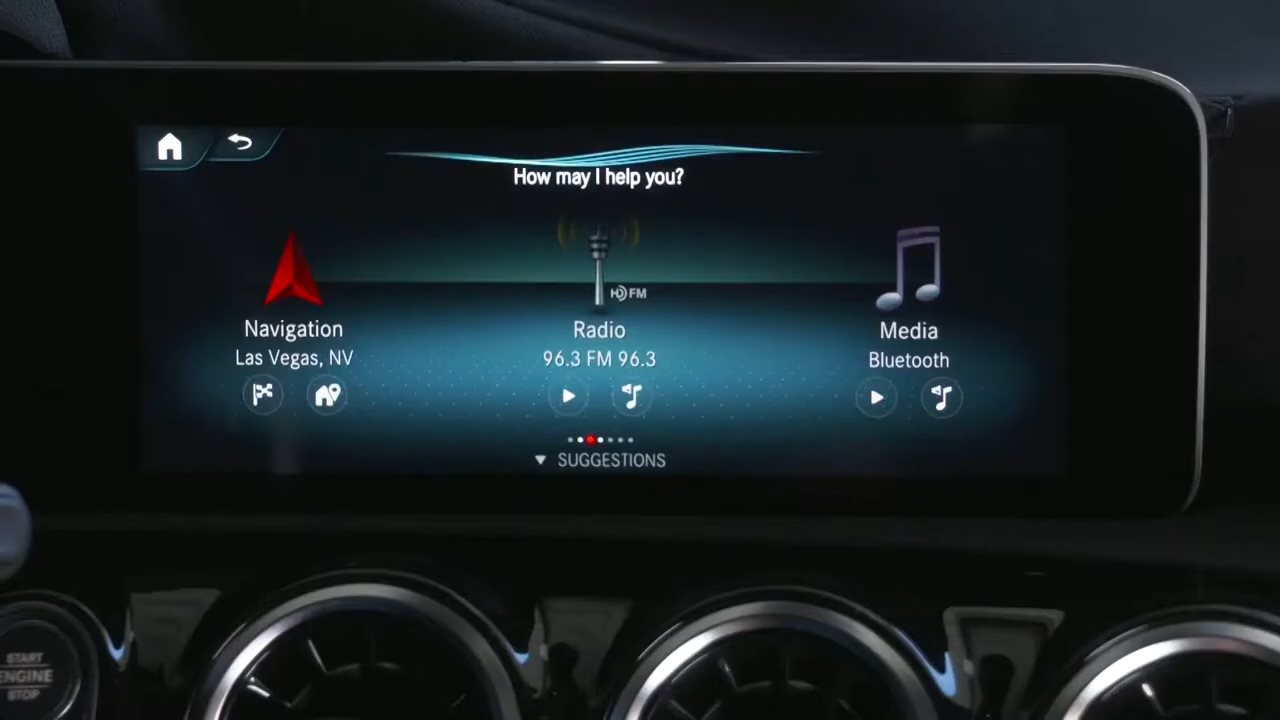 How may I help you?
HD FM
Navigation
Las Vegas, NV
Radio
96.3 FM 96.3
Media
Bluetooth
SUGGESTIONS
START
ENGINE
STOP